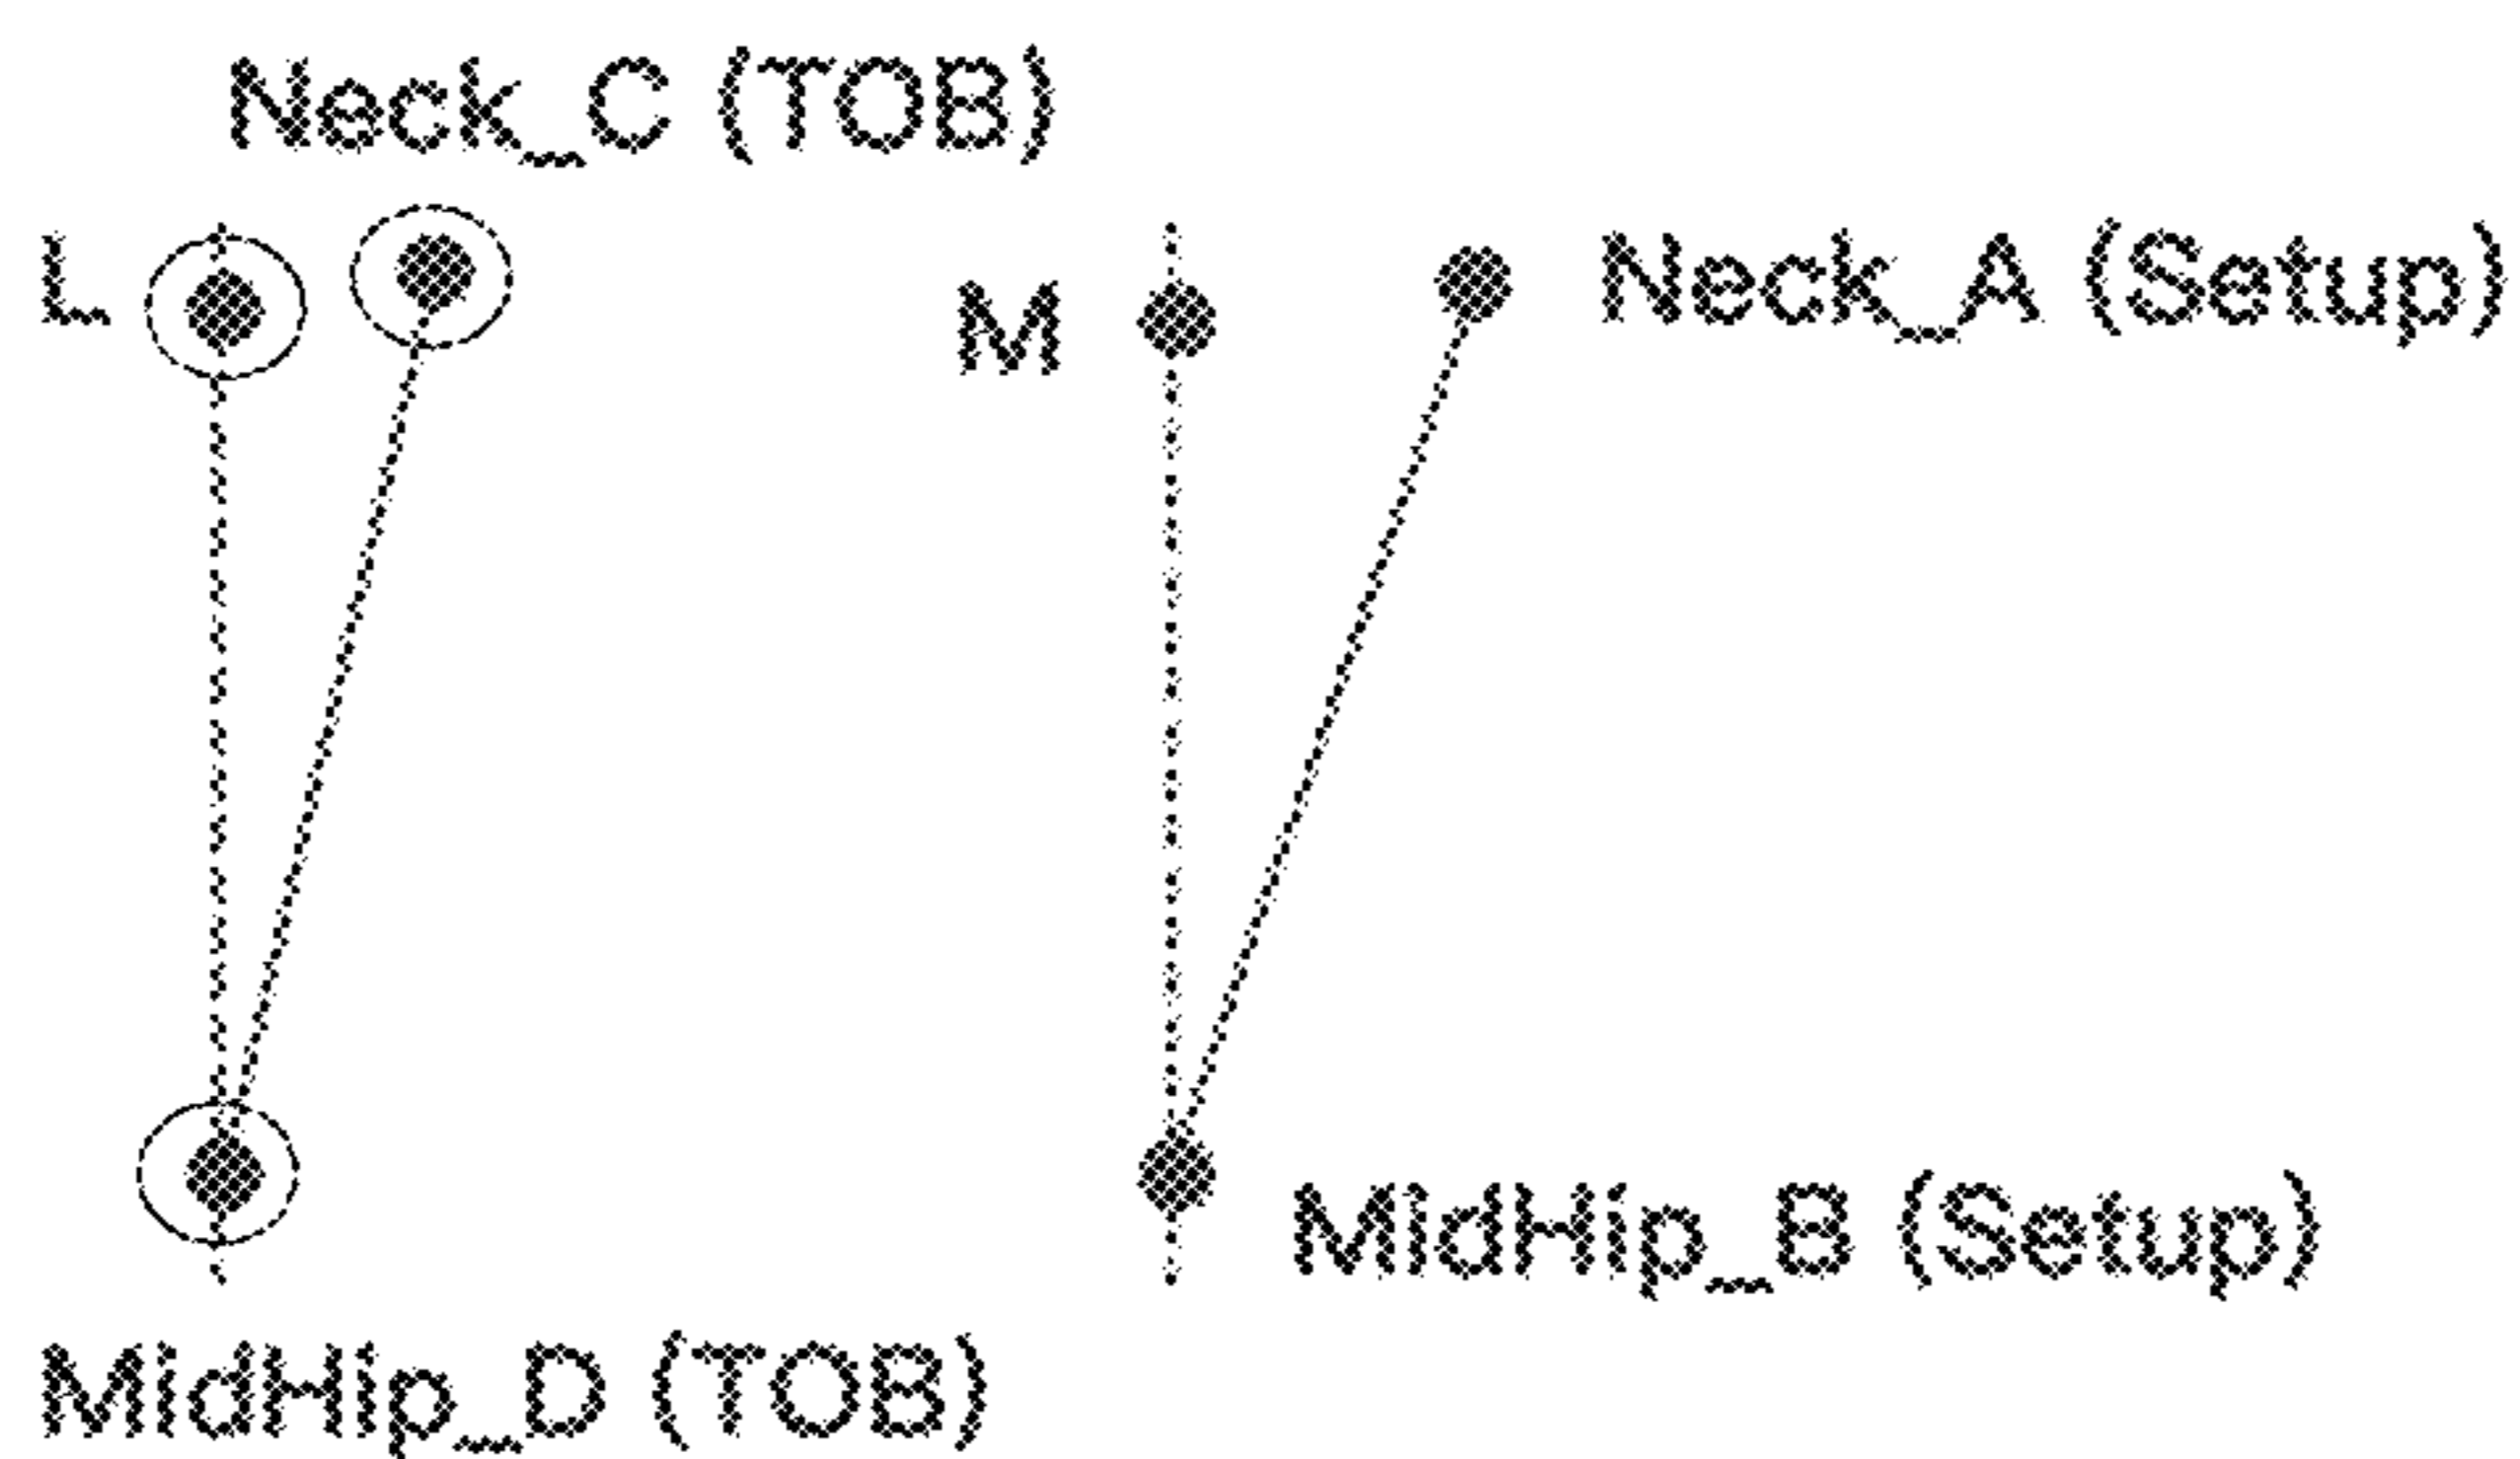 Neck_C (TOB)
L
M
Neck_A (Setup)
MidHip_B (Setup)
MidHip_D (TOB)